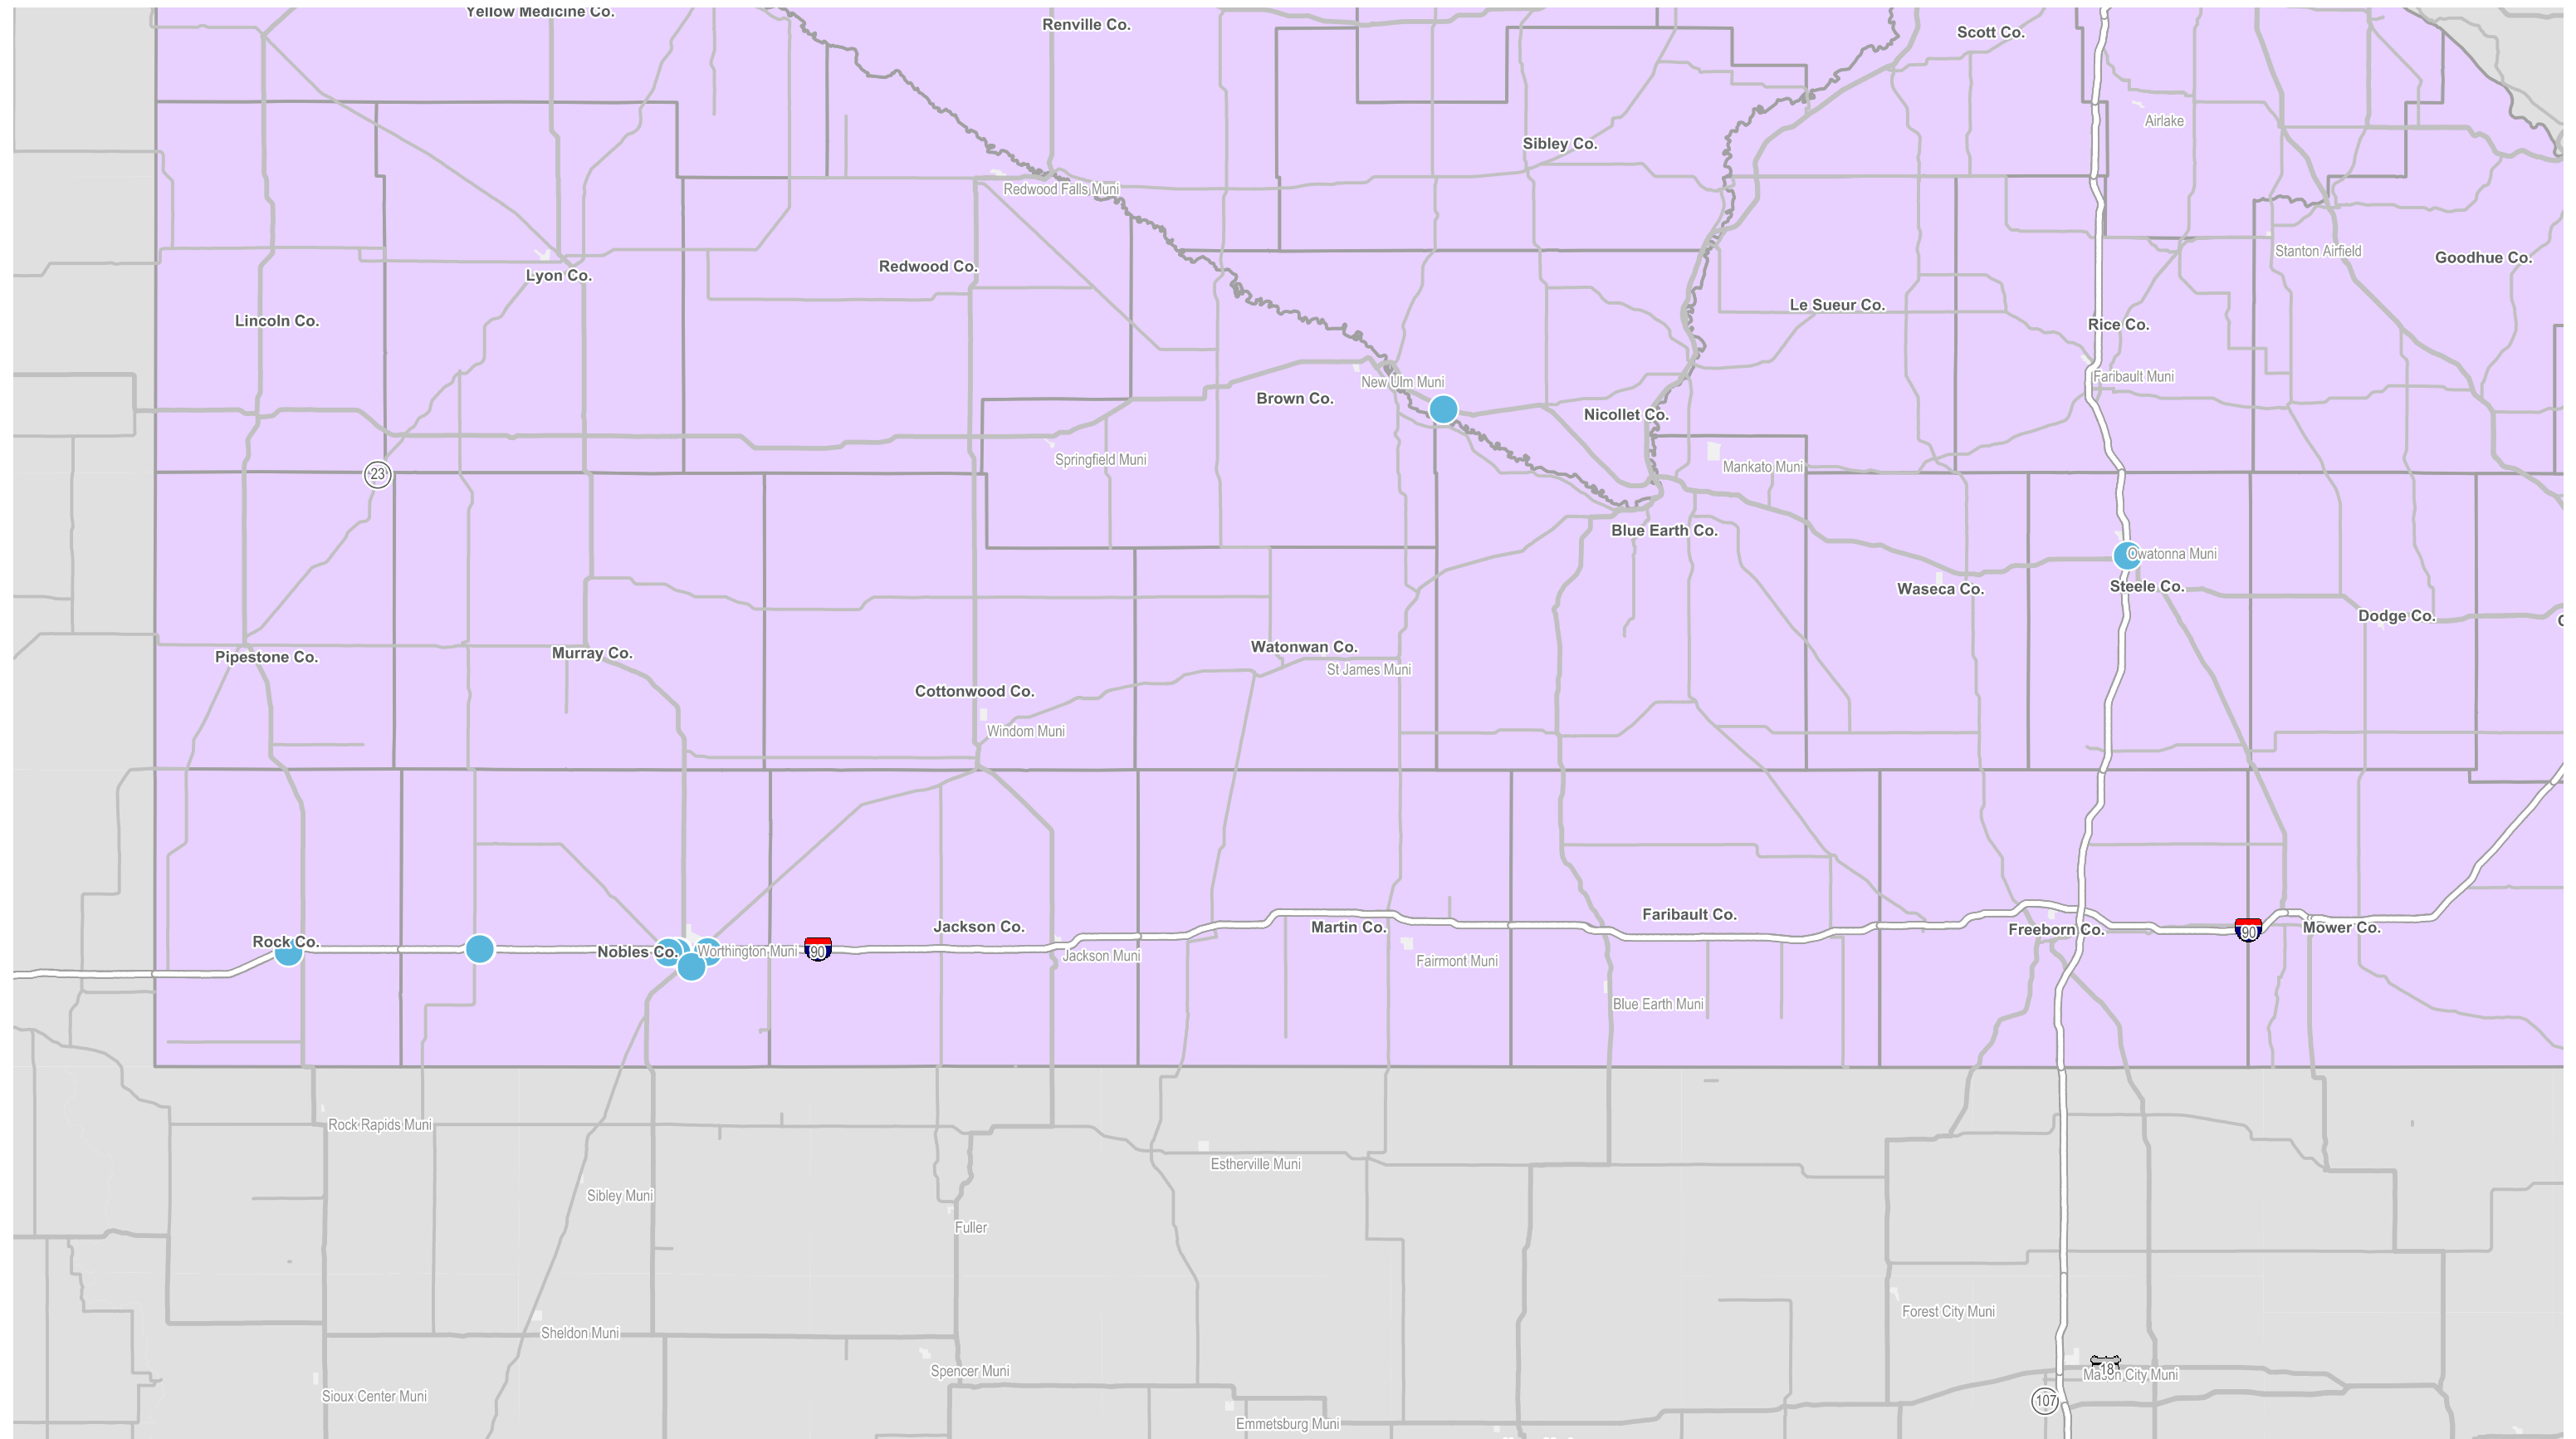 Yellow Medicine Co.
Renville Co.
Scott Co.
Airlake
Sibley Co.
Redwood Falls Muni
Stanton Airfield
Goodhue Co.
Redwood Co.
Lyon Co.
Le Sueur Co.
Lincoln Co.
Rice Co.
Faribault Muni
New Ulm Muni
Brown Co.
Nicollet Co.
Springfield Muni
Mankato Muni
23
Blue Earth Co.
Owatonna Muni
Steele Co.
Waseca Co.
Dodge Co.
Watonwan Co.
Murray Co.
Pipestone Co.
St James Muni
Cottonwood Co.
Windom Muni
Faribault Co.
Jackson Co.
Martin Co.
Mower Co.
Freeborn Co.
90
Rock Co.
Nobles Co.
Worthington Muni
90
Jackson Muni
Fairmont Muni
Blue Earth Muni
Rock Rapids Muni
Estherville Muni
Sibley Muni
Fuller
Forest City Muni
Sheldon Muni
Spencer Muni
18
Mason City Muni
Sioux Center Muni
107
Emmetsburg Muni